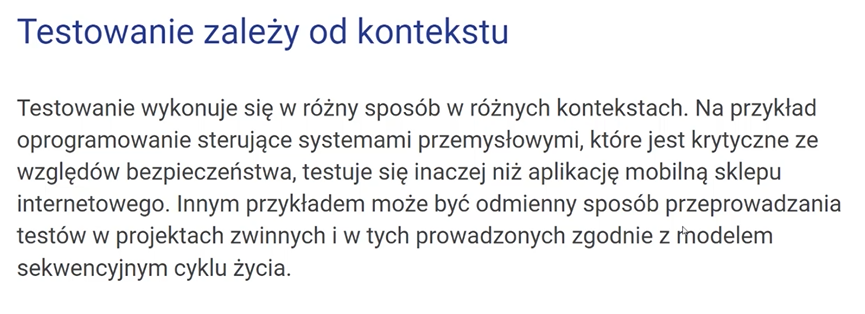 Testowanie zależy od kontekstu
Testowanie wykonuje się w różny sposób w różnych kontekstach. Na przykład
oprogramowanie sterujące systemami przemysłowymi, które jest krytyczne ze
względów bezpieczeństwa, testuje się inaczej niż aplikację mobilną sklepu
internetowego. Innym przykładem może być odmienny sposób przeprowadzania
testów w projektach zwinnych i w tych prowadzonych zgodnie z modelem
sekwencyjnym cyklu życia.